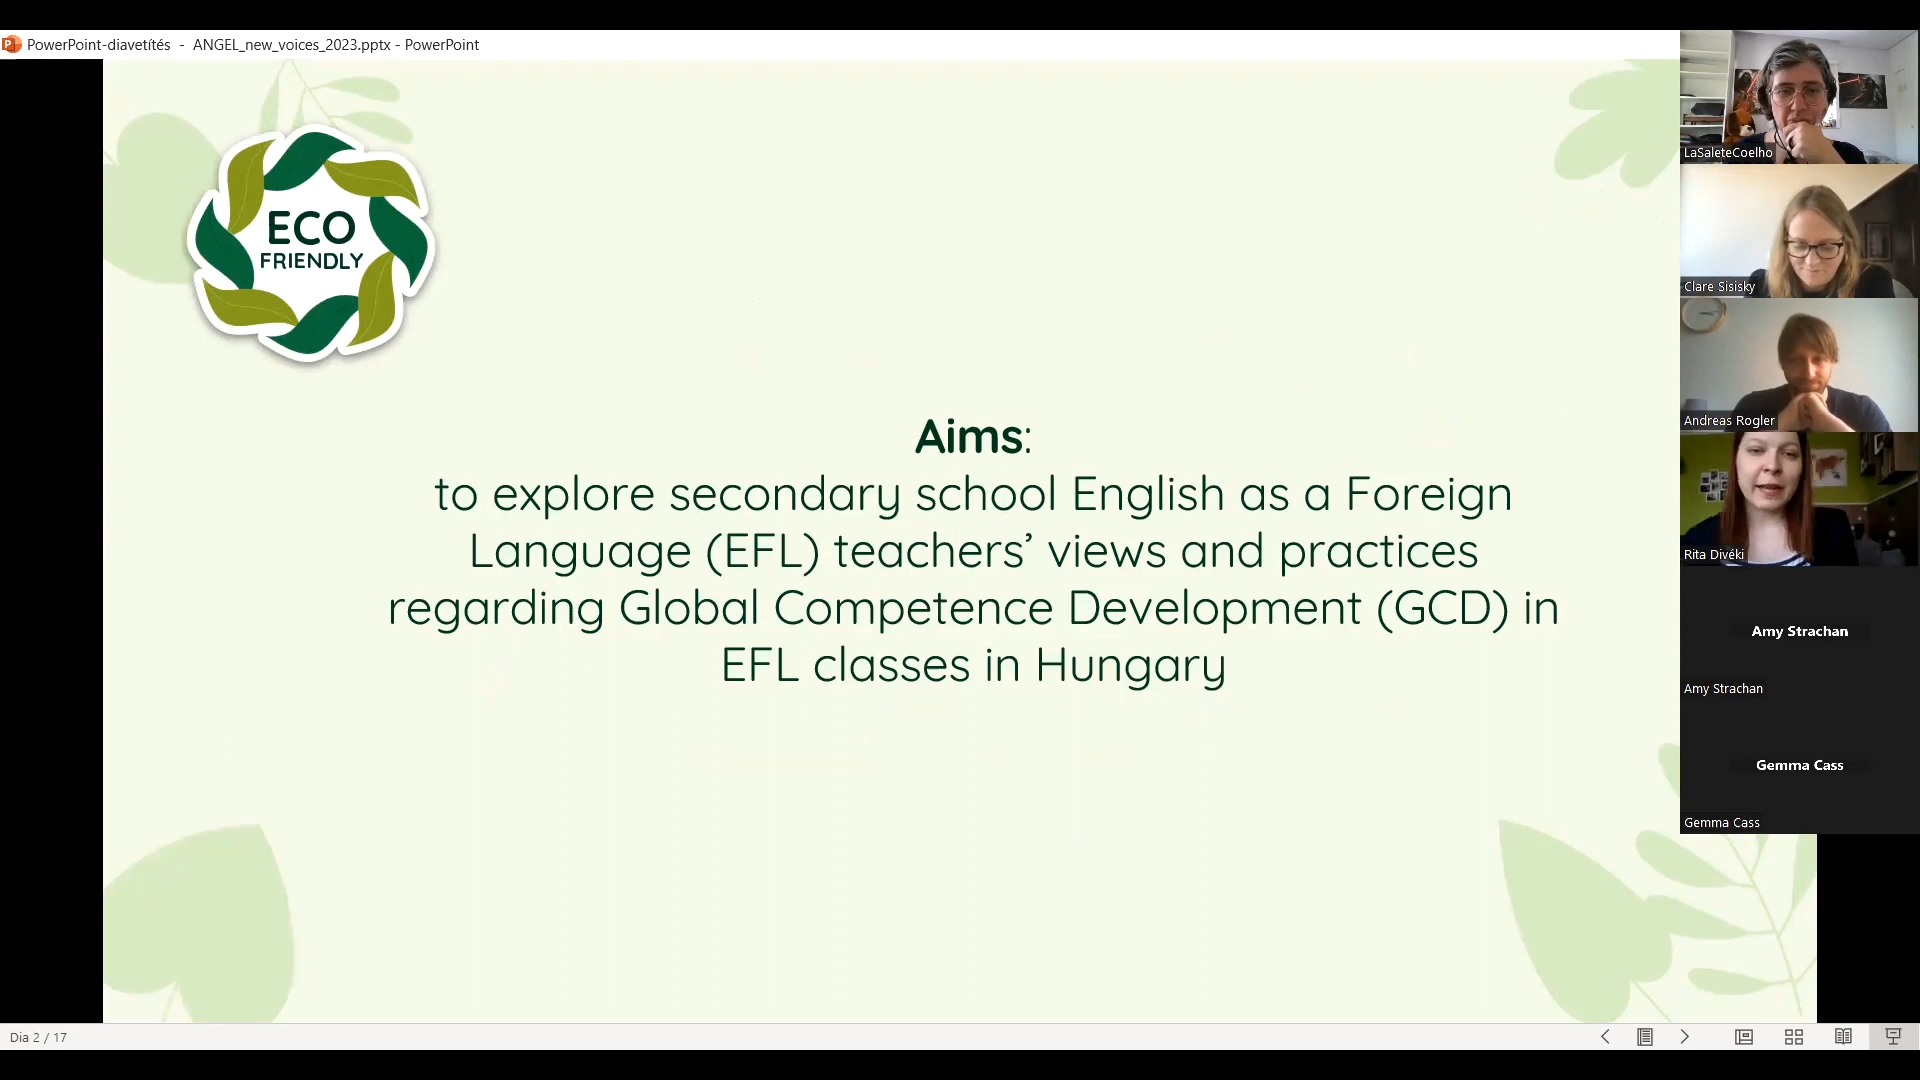 PowerPoint-diavetítés - ANGEL_new_voices_2023.pptx - PowerPoint
ECO
FRIENDLY
Aims:
to explore secondary school English as a Foreign
Language (EFL) teachers’ views and practices
regarding Global Competence Development (GCD) in
EFL classes in Hungary
LaSaleteCoelho
Clare Sisisky
Andreas Rogler
Rita Divéki
Amy Strachan
Amy Strachan
Gemma Cass
Gemma Cass
Dia 2 / 17